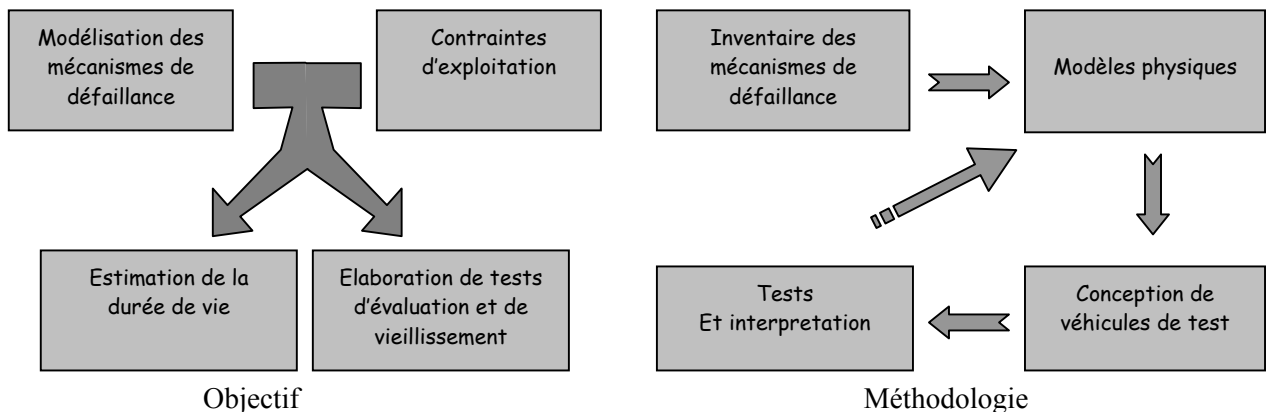 Modélisation des
mécanismes de
défaillance
Contraintes
d'exploitation
Estimation de la
durée de vie
Elaboration de tests
d'évaluation et de
vieillissement
Objectif
Inventaire des
mécanismes de
défaillance
Modèles physiques
Tests
Et interpretation
Conception de
véhicules de test
Méthodologie